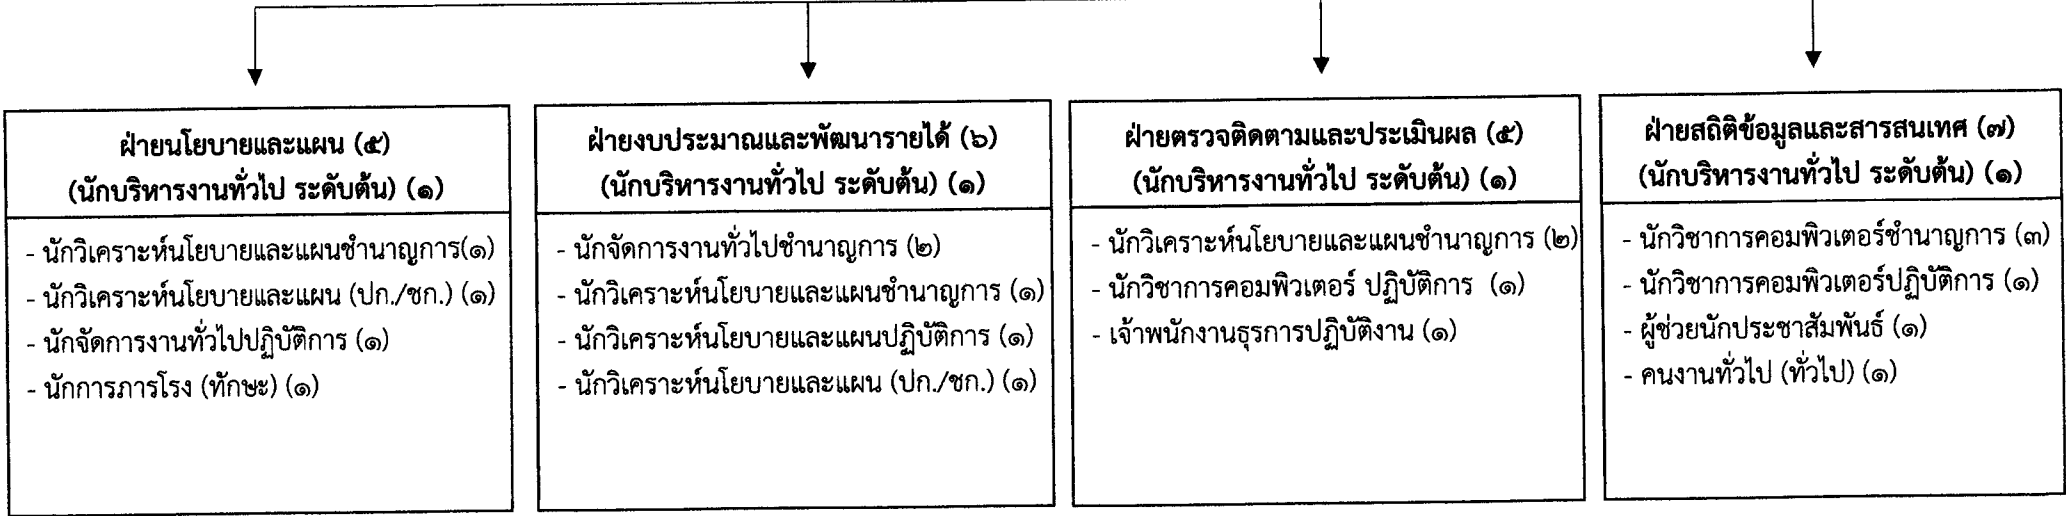 ฝ่ายนโยบายและแผน (๕)
(นักบริหารงานทั่วไป ระดับต้น) (๑)
- นักวิเคราะห์นโยบายและแผนชำนาญการ(๑)
- นักวิเคราะห์นโยบายและแผน (ปก./ชก.) (๑)
- นักจัดการงานทั่วไปปฏิบัติการ (๑)
- นักการภารโรง (ทักษะ) (๑)
ฝ่ายงบประมาณและพัฒนารายได้ (๖)
(นักบริหารงานทั่วไป ระดับต้น) (๑)
- นักจัดการงานทั่วไปชำนาญการ (๒)
- นักวิเคราะห์นโยบายและแผนชำนาญการ (๑)
- นักวิเคราะห์นโยบายและแผนปฏิบัติการ (๑)
- นักวิเคราะห์นโยบายและแผน (ปก./ชก.) (๑)
ฝ่ายตรวจติดตามและประเมินผล (๕)
(นักบริหารงานทั่วไป ระดับต้น) (๑)
- นักวิเคราะห์นโยบายและแผนชำนาญการ (๒)
- นักวิชาการคอมพิวเตอร์ ปฏิบัติการ (๑)
- เจ้าพนักงานธุรการปฏิบัติงาน (๑)
ฝ่ายสถิติข้อมูลและสารสนเทศ (๗)
(นักบริหารงานทั่วไป ระดับต้น) (๑)
- นักวิชาการคอมพิวเตอร์ชำนาญการ (๓)
- นักวิชาการคอมพิวเตอร์ปฏิบัติการ (๑)
- ผู้ช่วยนักประชาสัมพันธ์ (๑)
- คนงานทั่วไป (ทั่วไป) (๑)